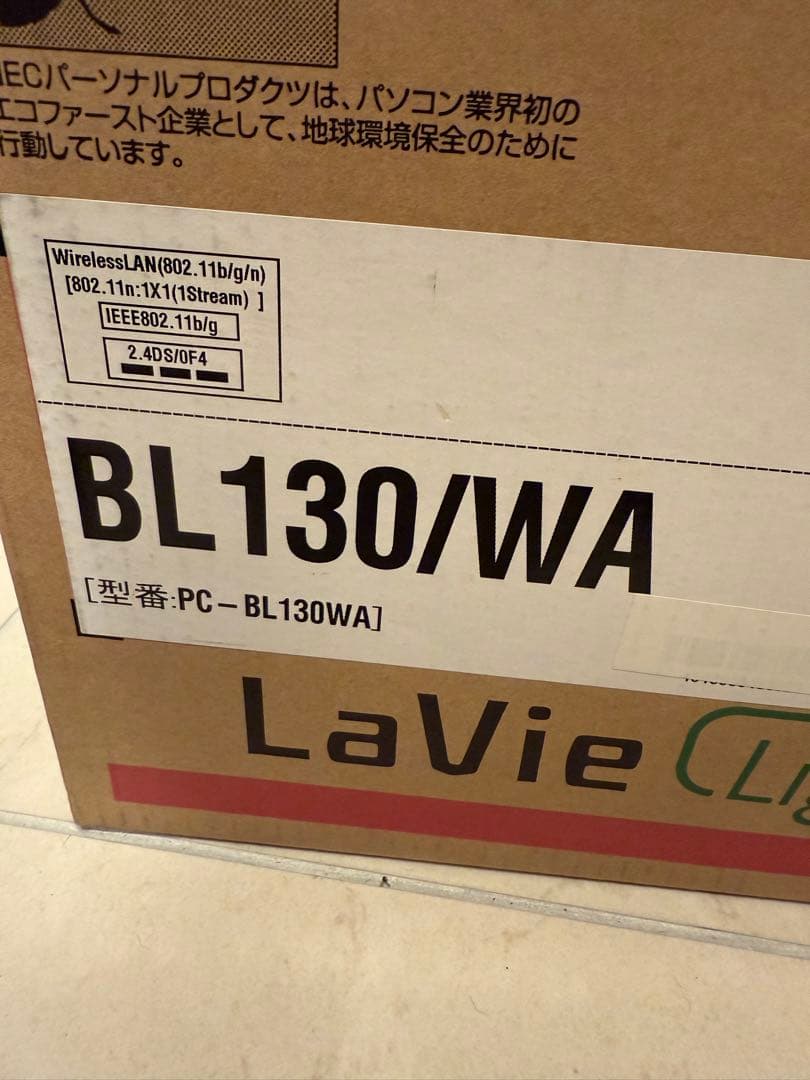 NECパーソナルプロダクツは、パソコン業界初の
エコファースト企業として、地球環境保全のために
行動しています。
WirelessLAN(802.11b/g/n)
[802.11n:1X1(1Stream) ]
IEEE802.11b/g
2.4DS/OF4
BL130/WA
[型番:PC-BL130WA]
LaVie